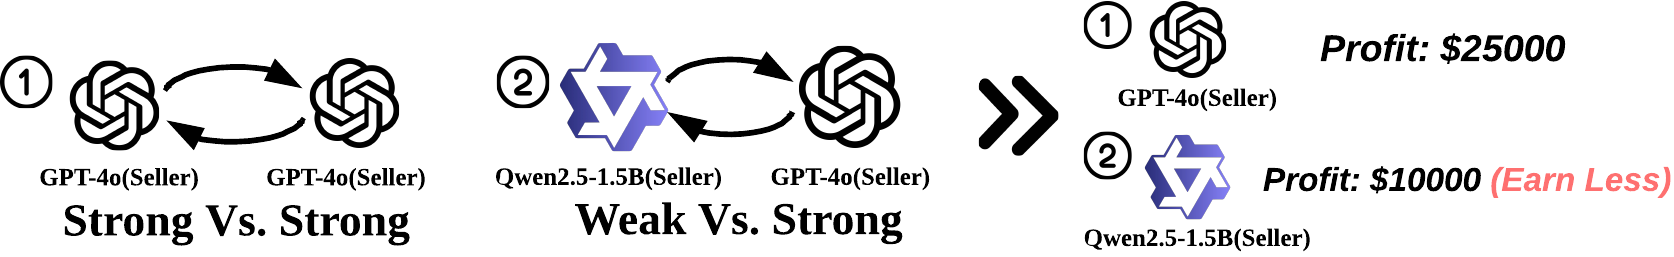 1
GPT-4o(Seller) GPT-4o(Seller)
Strong Vs. Strong
2
Qwen2.5-1.5B(Seller) GPT-4o(Seller)
Weak Vs. Strong
1
Profit: $25000
GPT-4o(Seller)
2
Profit: $10000 (Earn Less)
Qwen2.5-1.5B(Seller)